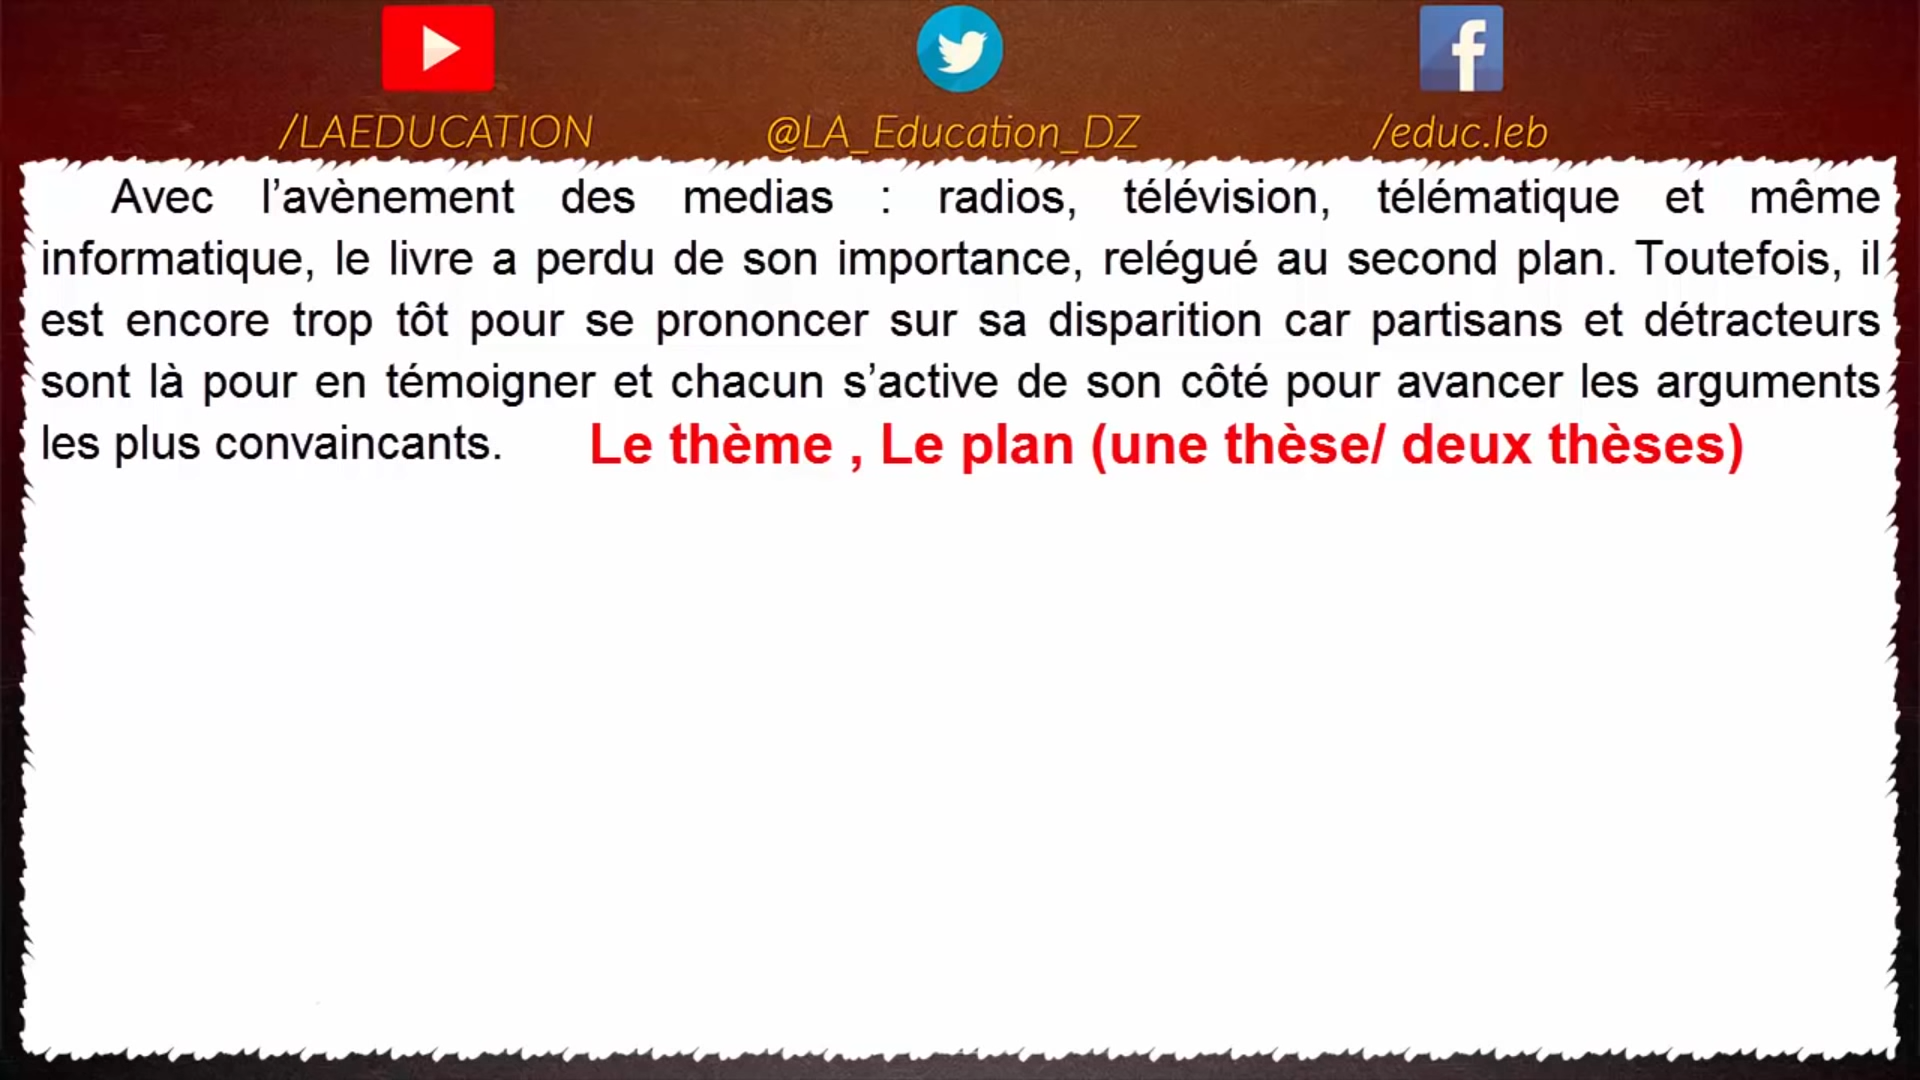 /LAEDUCATION
@LA_Education_DZ
/educ.leb
Avec l’avènement des medias : radios, télévision, télématique et même
informatique, le livre a perdu de son importance, relégué au second plan. Toutefois, il
est encore trop tôt pour se prononcer sur sa disparition car partisans et détracteurs
sont là pour en témoigner et chacun s’active de son côté pour avancer les arguments
les plus convaincants. Le thème , Le plan (une thèse/ deux thèses)